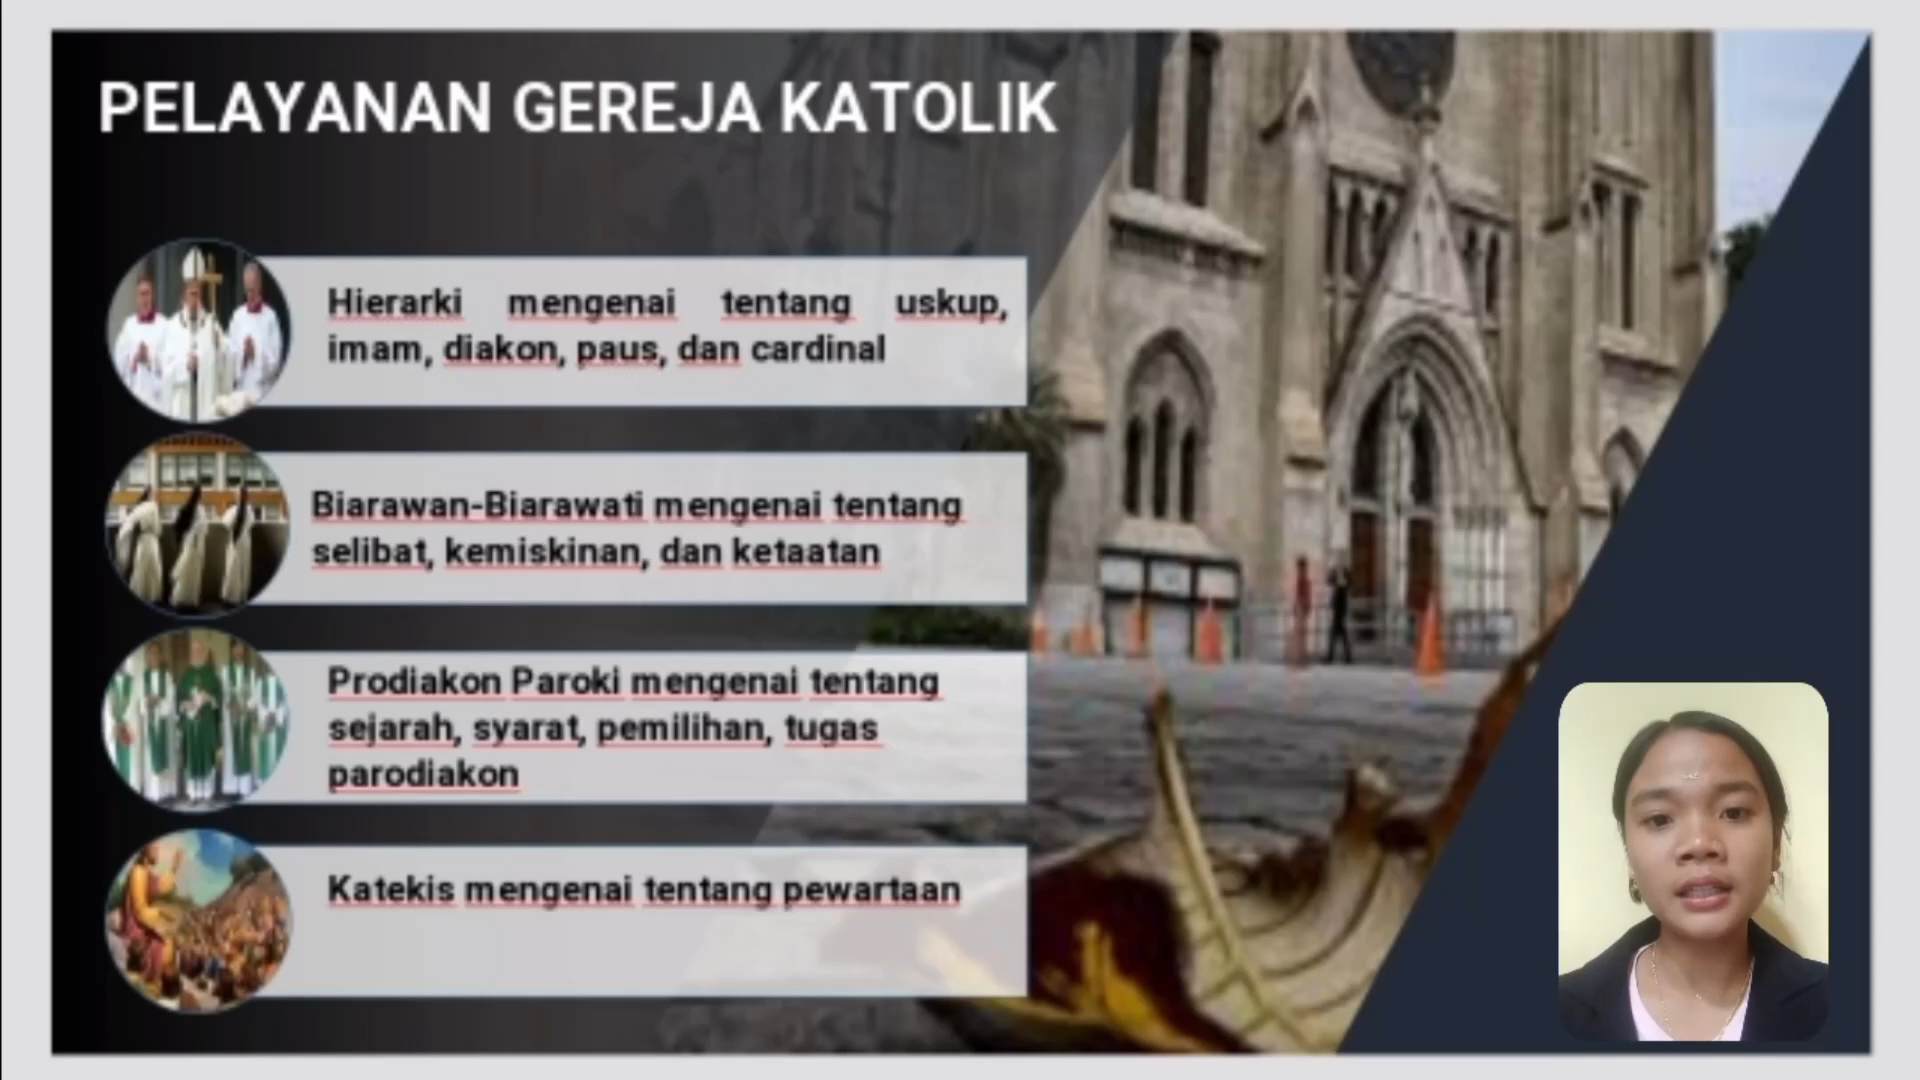 PELAYANAN GEREJA KATOLIK
Hierarki mengenai tentang uskup,
imam, diakon, paus, dan cardinal
Biarawan-Biarawati mengenai tentang
selibat, kemiskinan, dan ketaatan
Prodiakon Paroki mengenai tentang
sejarah, syarat, pemilihan, tugas
parodiakon
Katekis mengenai tentang pewartaan